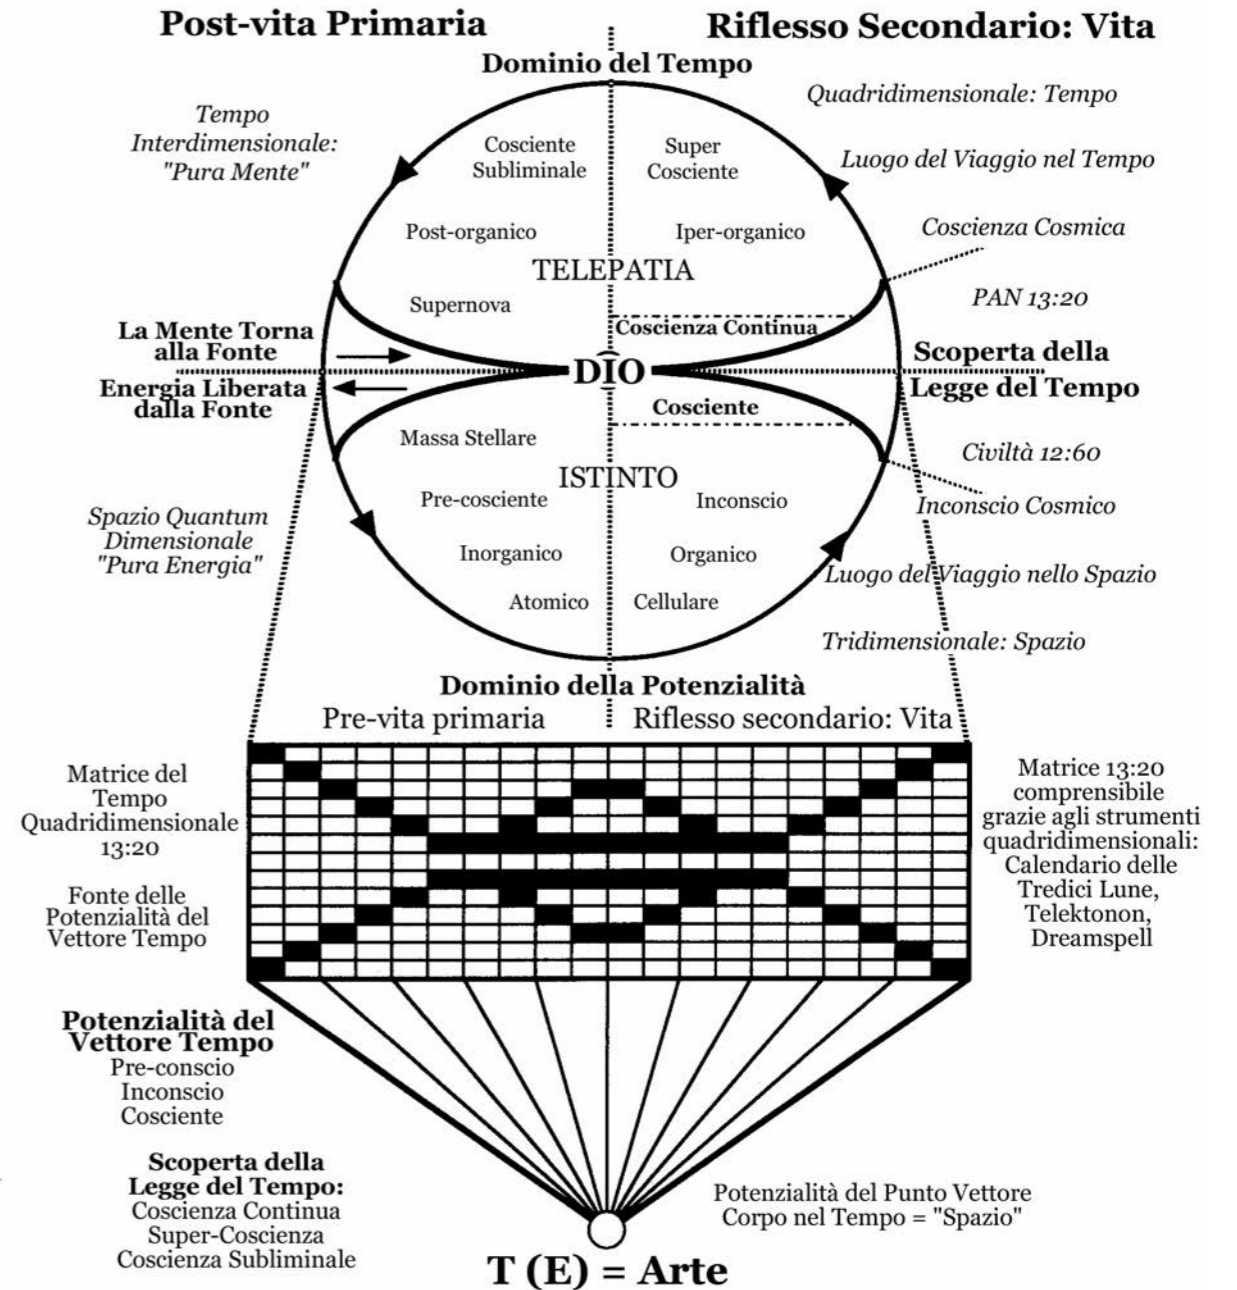 Post-vita Primaria
Riflesso Secondario: Vita
Dominio del Tempo
Tempo
Interdimensionale:
"Pura Mente"
Quadridimensionale: Tempo
Luogo del Viaggio nel Tempo
Coscienza Cosmica
PAN 13:20
Cosciente
Subliminale
Super
Cosciente
Post-organico
Iper-organico
TELEPATIA
Supernova
Coscienza Continua
La Mente Torna
alla Fonte
DIO
Scoperta della
Legge del Tempo
Energia Liberata
dalla Fonte
Cosciente
Massa Stellare
ISTINTO
Pre-cosciente
Inconscio
Inorganico
Organico
Atomico
Cellulare
Civiltà 12:60
Inconscio Cosmico
Luogo del Viaggio nello Spazio
Tridimensionale: Spazio
Spazio Quantum
Dimensionale
"Pura Energia"
Dominio della Potenzialità
Pre-vita primaria
Riflesso secondario: Vita
Matrice del
Tempo
Quadridimensionale
13:20
Fonte delle
Potenzialità del
Vettore Tempo
Matrice 13:20
comprensibile
grazie agli strumenti
quadridimensionali:
Calendario delle
Tredici Lune,
Telektonon,
Dreamspell
Potenzialità del
Vettore Tempo
Pre-conscio
Inconscio
Cosciente
Scoperta della
Legge del Tempo:
Coscienza Continua
Super-Coscienza
Coscienza Subliminale
Potenzialità del Punto Vettore
Corpo nel Tempo = "Spazio"
T (E) = Arte